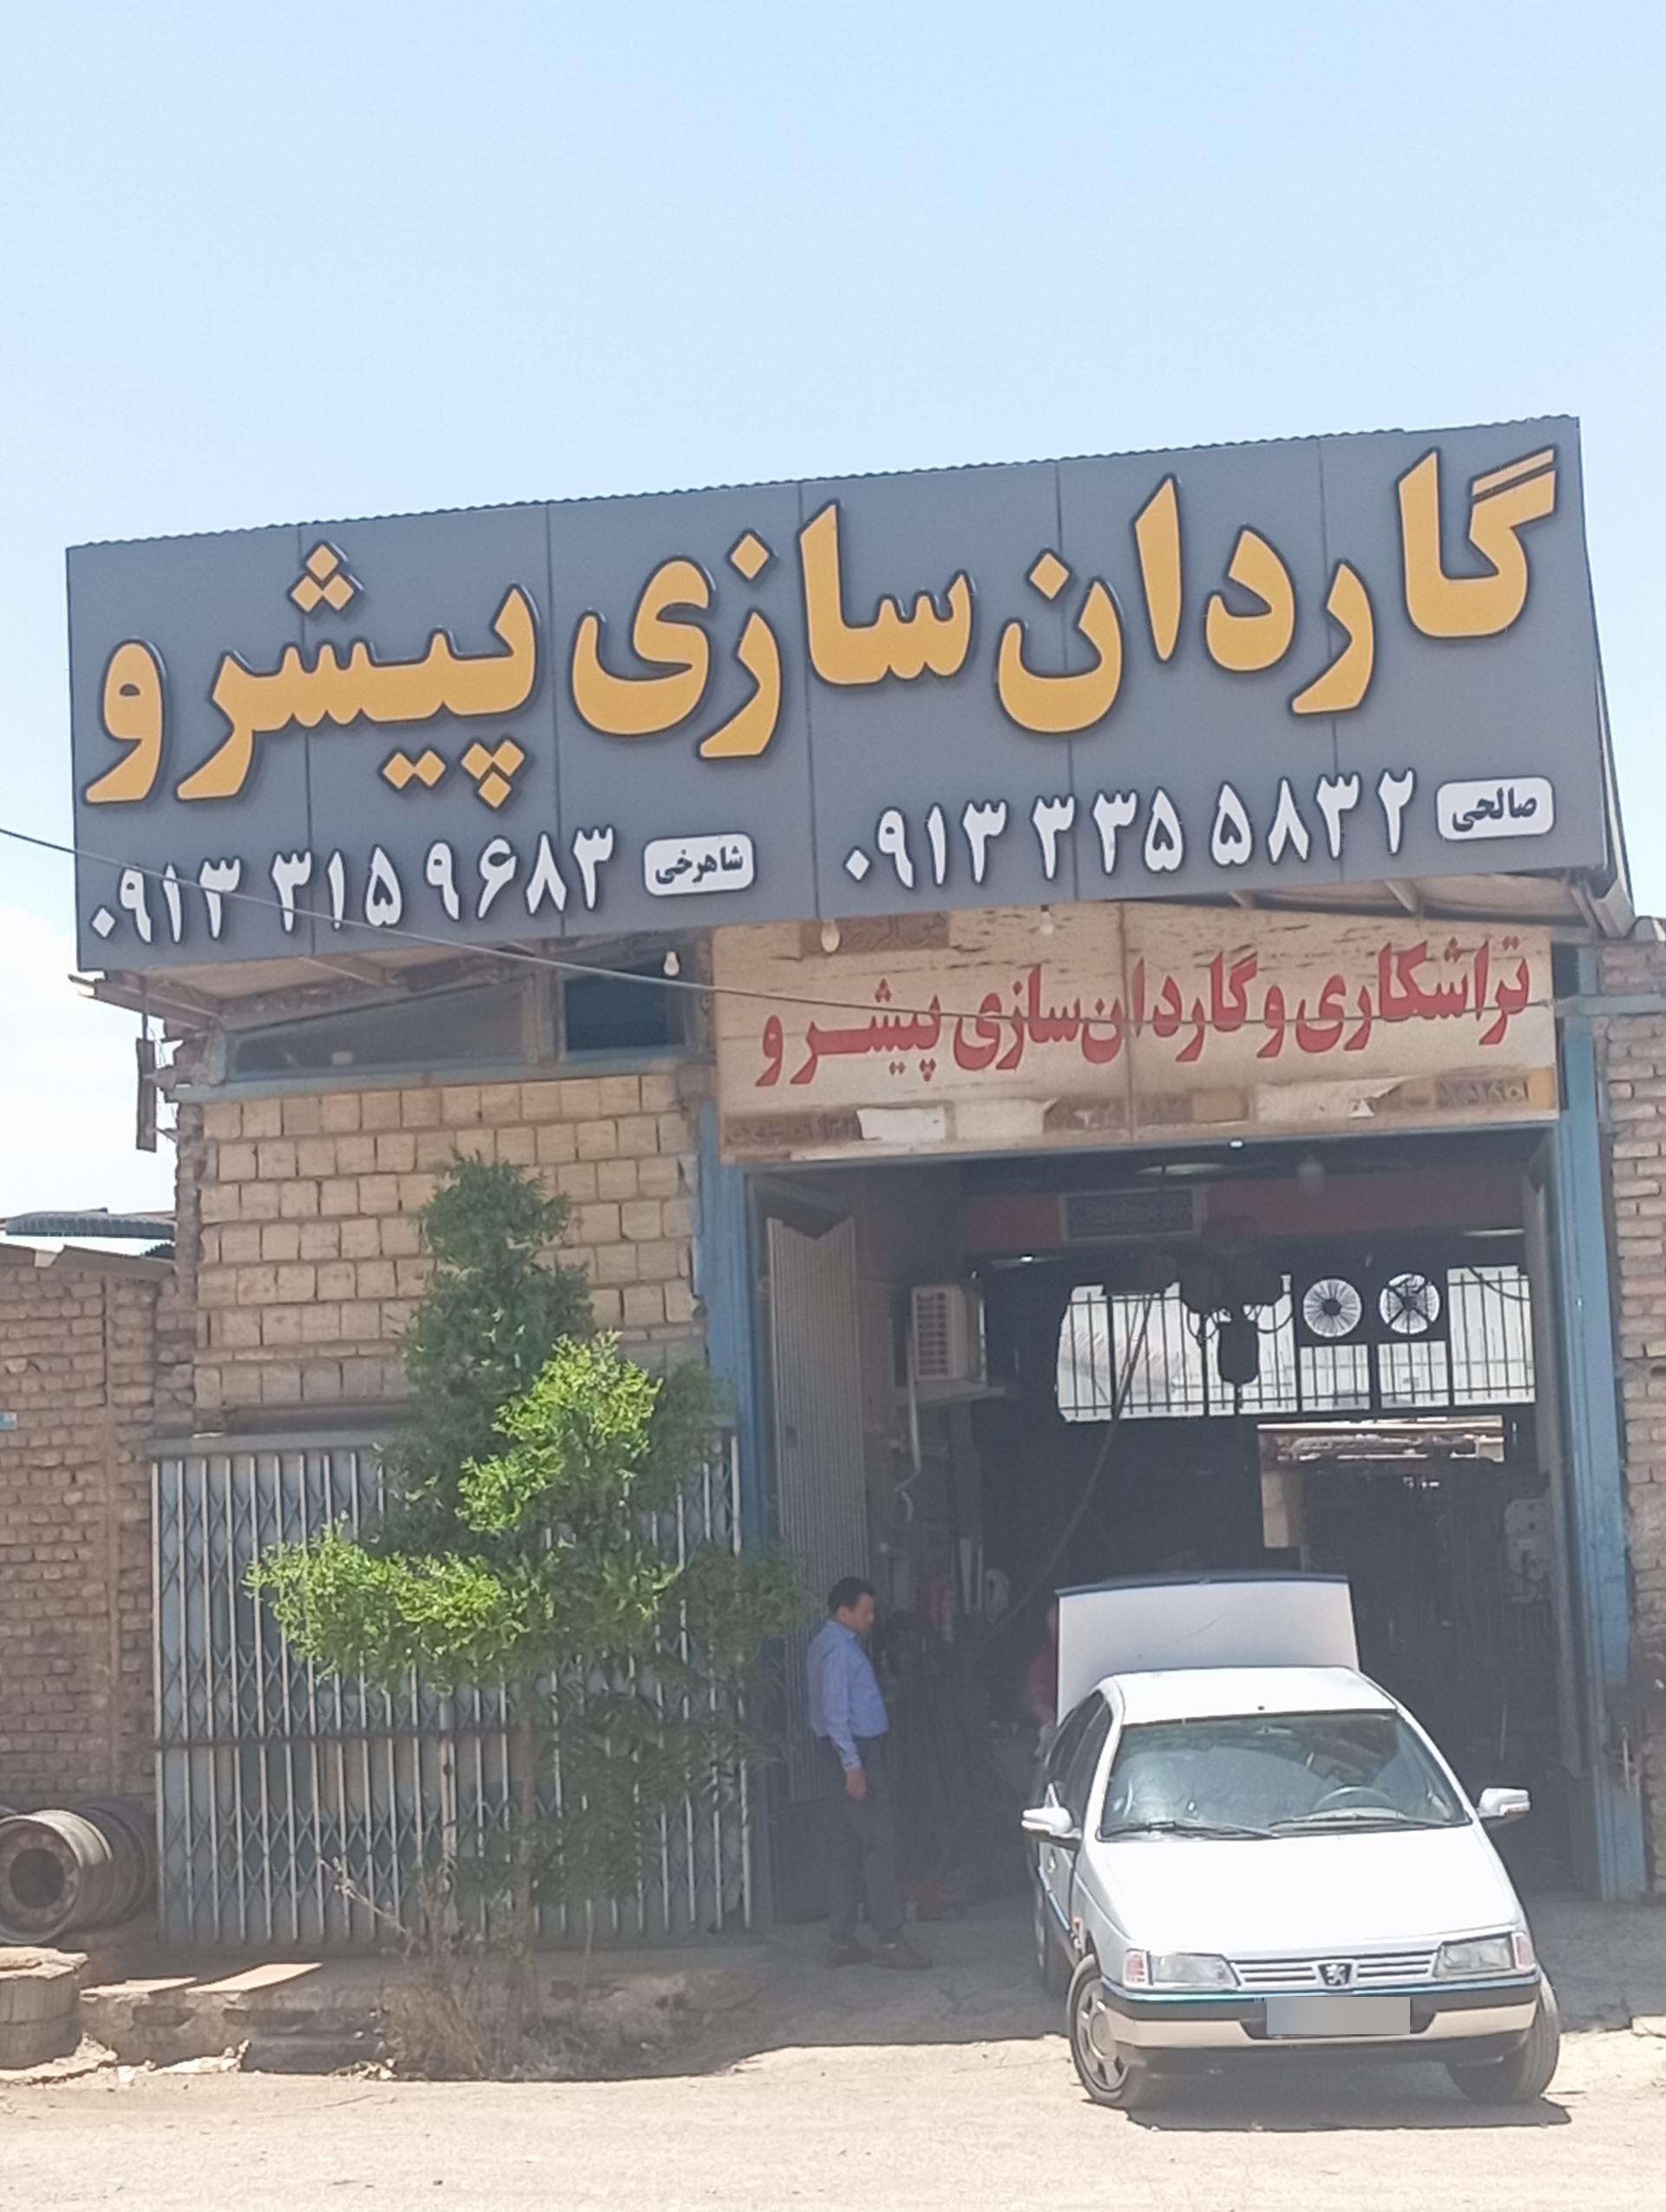 گاردان سازی پیشرو
صالحی ۰۹۱۳ ۳۳۵ ۵۸۳۲ شاهرخی ۰۹۱۳ ۳۱۵ ۹۶۸۳
تراشکاری و گاردان سازی پیشرو